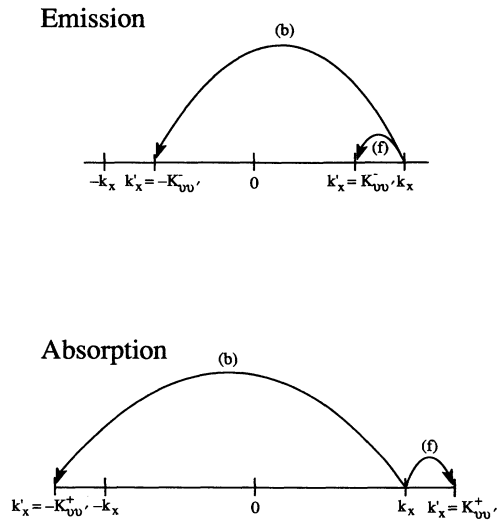 Emission
(b)
(f)
–kₓ k'ₓ = –K⁻υυ′ 0 k'ₓ = K⁻υυ′ kₓ
Absorption
(b)
(f)
k'ₓ = –K⁺υυ′ –kₓ 0 kₓ k'ₓ = K⁺υυ′